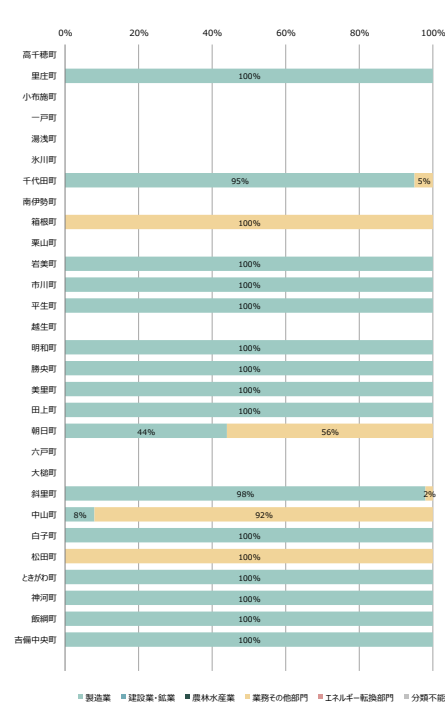 0% 20% 40% 60% 80% 100%
高千穂町
里庄町 100%
小布施町
一戸町
湯浅町
氷川町
千代田町 95% 5%
南伊勢町
箱根町 100%
栗山町
岩美町 100%
市川町 100%
平生町 100%
越生町
明和町 100%
勝央町 100%
美里町 100%
田上町 100%
朝日町 44% 56%
六戸町
大槌町
斜里町 98% 2%
中山町 8% 92%
白子町 100%
松田町 100%
ときがわ町 100%
神河町 100%
飯綱町 100%
吉備中央町 100%
製造業 建設業・鉱業 農林水産業 業務その他部門 エネルギー転換部門 分類不能